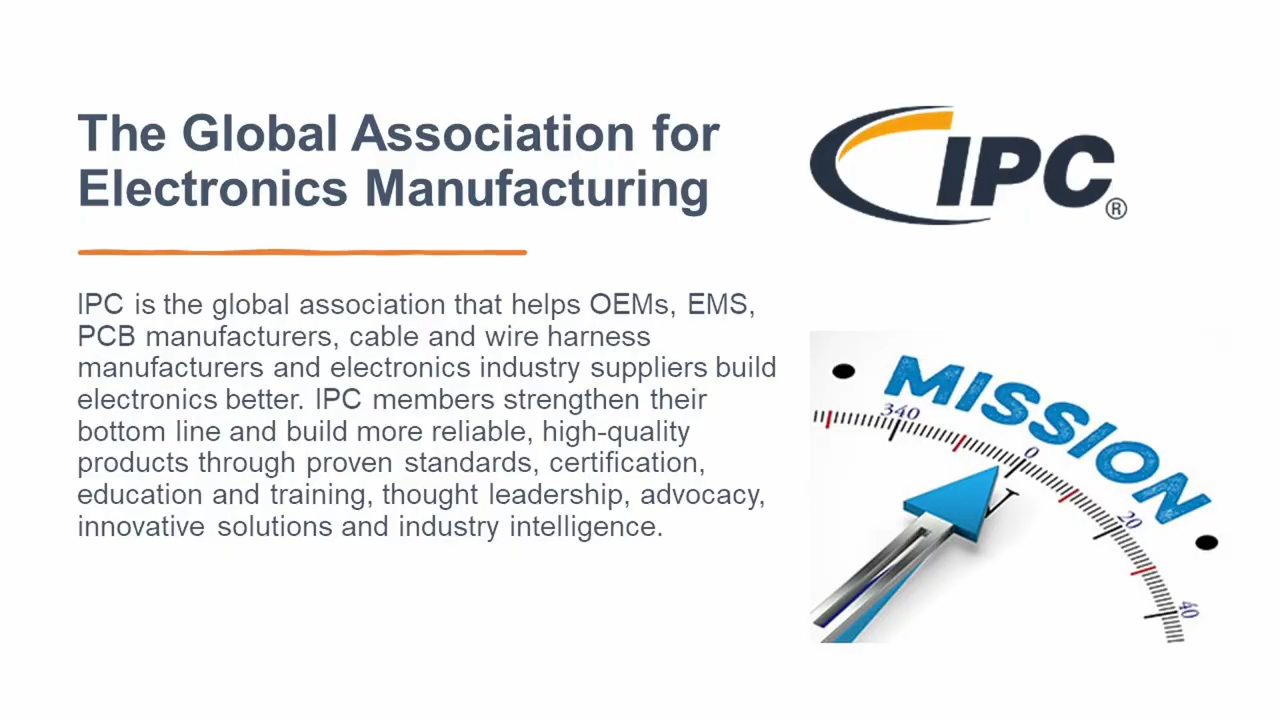 The Global Association for
Electronics Manufacturing
IPC®
IPC is the global association that helps OEMs, EMS,
PCB manufacturers, cable and wire harness
manufacturers and electronics industry suppliers build
electronics better. IPC members strengthen their
bottom line and build more reliable, high-quality
products through proven standards, certification,
education and training, thought leadership, advocacy,
innovative solutions and industry intelligence.
MISSION
340
0
20
40